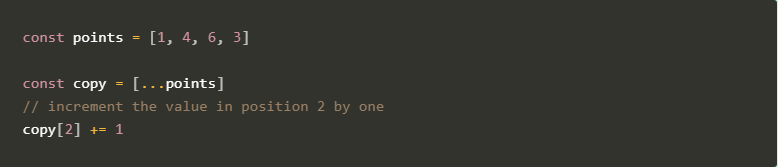 const points = [1, 4, 6, 3]
const copy = [...points]
// increment the value in position 2 by one
copy[2] += 1